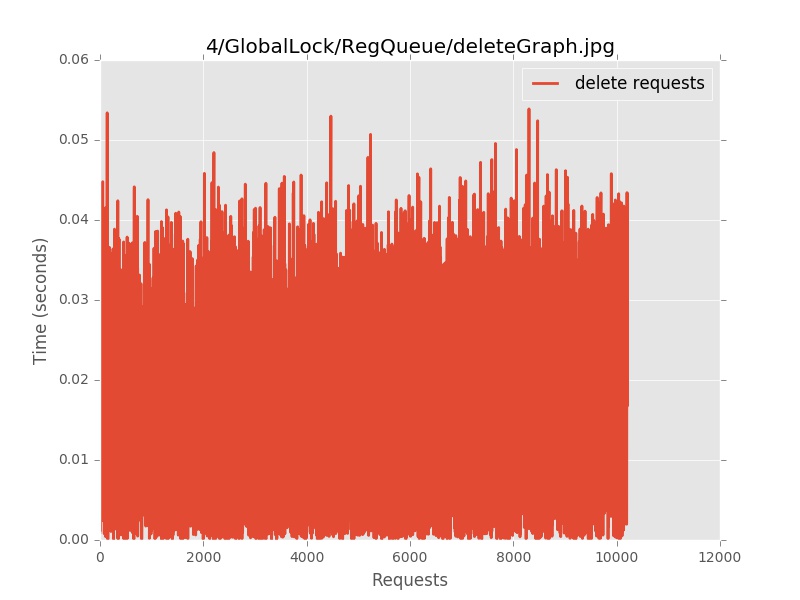 4/GlobalLock/RegQueue/deleteGraph.jpg
0.06
delete requests
0.05
0.04
0.03
Time (seconds)
0.02
0.01
0.00
0 2000 4000 6000 8000 10000 12000
Requests